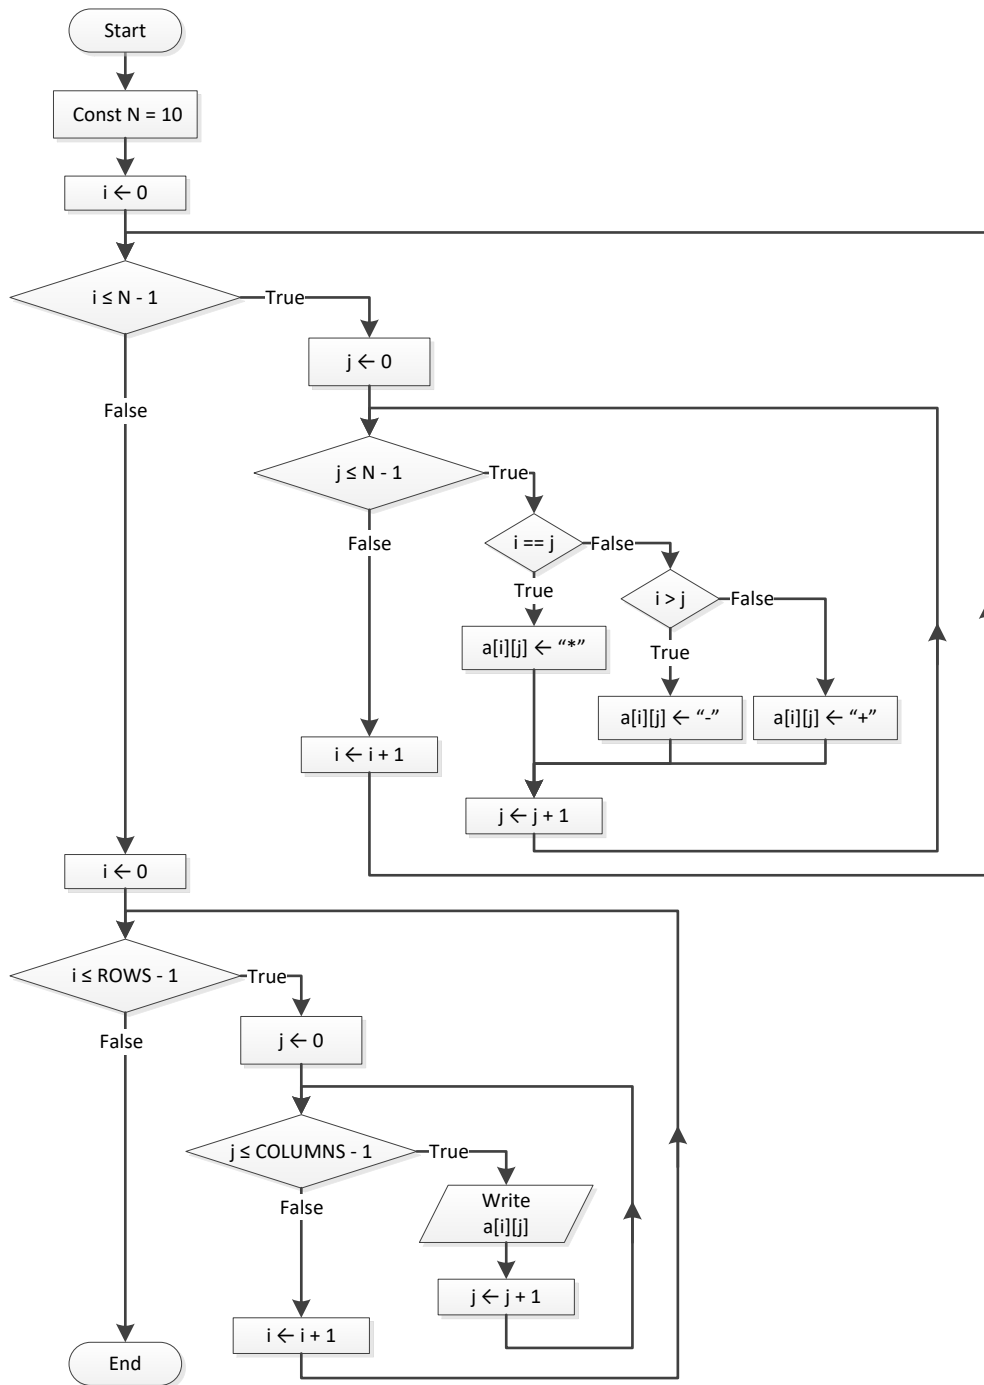 Start
Const N = 10
i ← 0
i ≤ N - 1
True
False
j ← 0
j ≤ N - 1
True
False
i == j
False
True
i > j
False
True
a[i][j] ← “*”
a[i][j] ← “-”
a[i][j] ← “+”
i ← i + 1
j ← j + 1
i ← 0
i ≤ ROWS - 1
True
False
j ← 0
j ≤ COLUMNS - 1
True
False
Write
a[i][j]
j ← j + 1
i ← i + 1
End